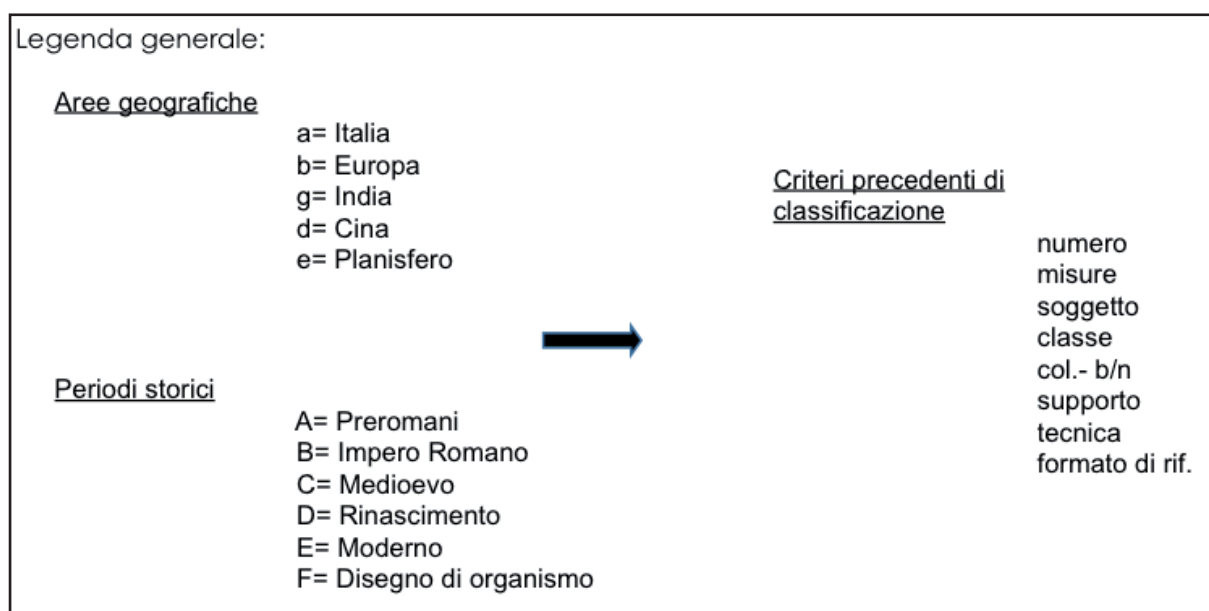 Legenda generale:
Aree geografiche
a= Italia
b= Europa
g= India
d= Cina
e= Planisfero
Periodi storici
A= Preromani
B= Impero Romano
C= Medioevo
D= Rinascimento
E= Moderno
F= Disegno di organismo
Criteri precedenti di
classificazione
numero
misure
soggetto
classe
col.- b/n
supporto
tecnica
formato di rif.